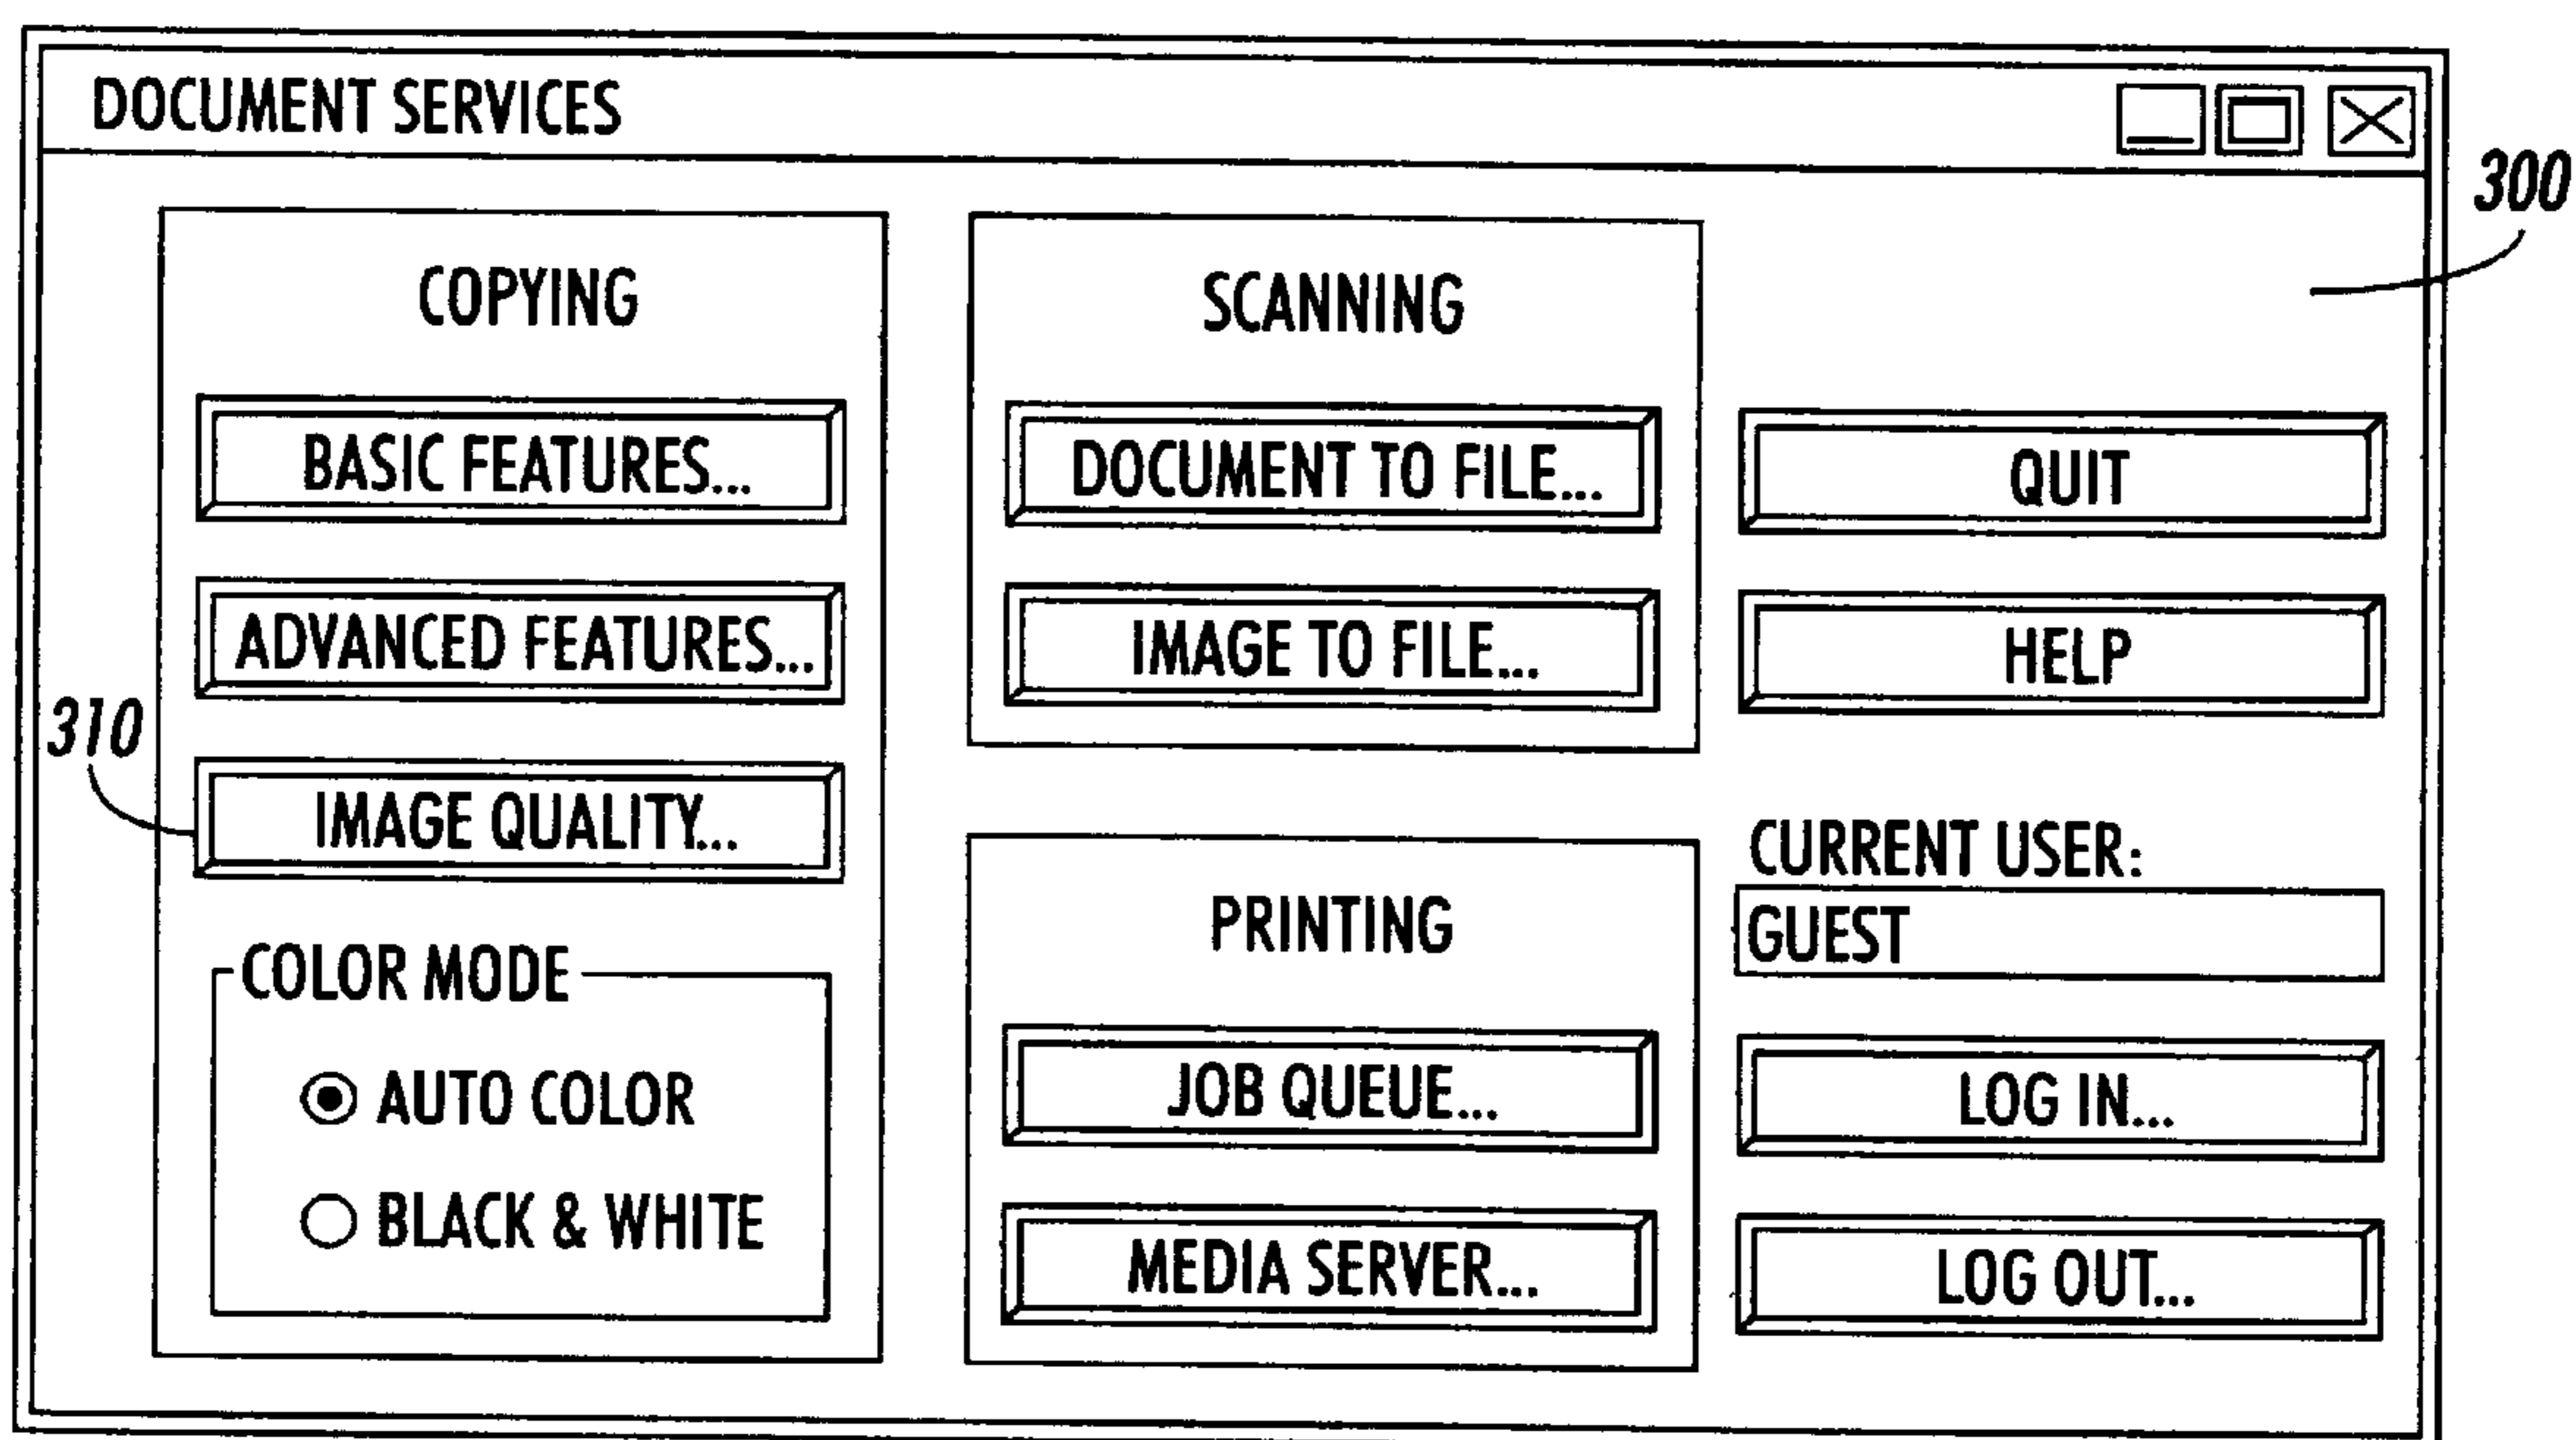 DOCUMENT SERVICES
300
COPYING
BASIC FEATURES...
ADVANCED FEATURES...
310
IMAGE QUALITY...
COLOR MODE
AUTO COLOR
BLACK & WHITE
SCANNING
DOCUMENT TO FILE...
IMAGE TO FILE...
PRINTING
JOB QUEUE...
MEDIA SERVER...
QUIT
HELP
CURRENT USER:
GUEST
LOG IN...
LOG OUT...